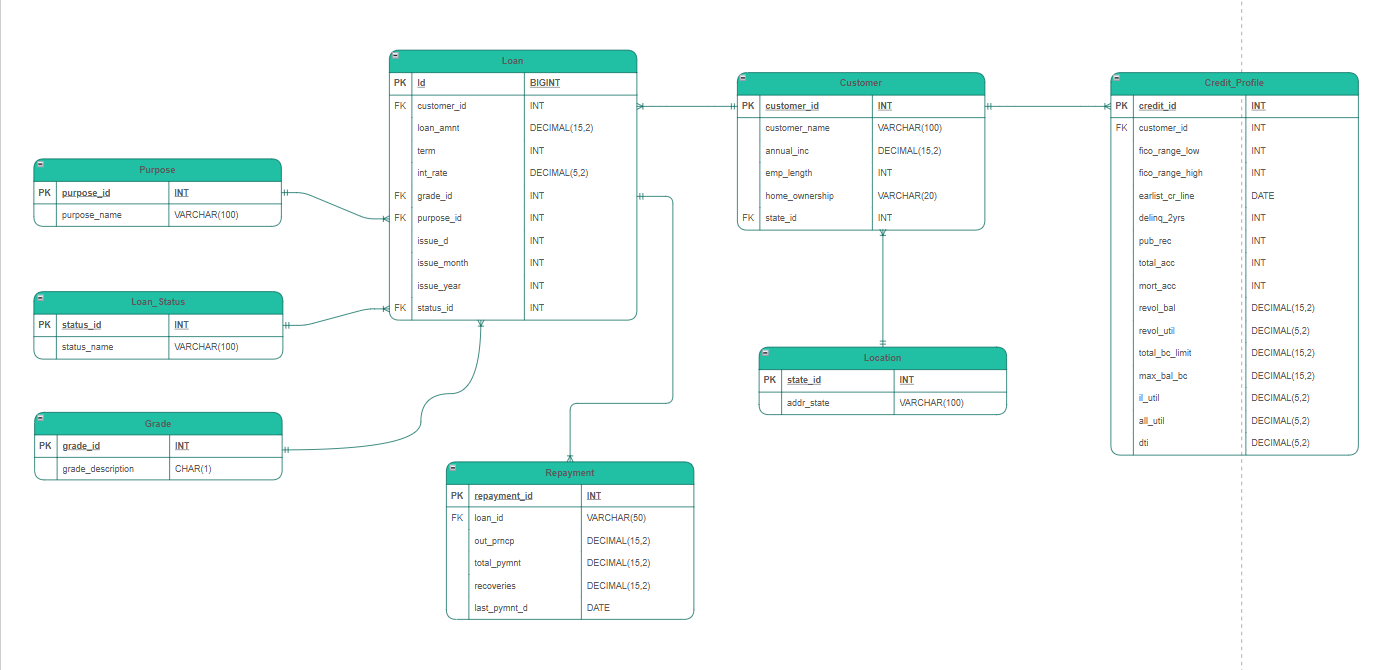 Loan
PK Id BIGINT
FK customer_id INT
loan_amnt DECIMAL(15,2)
term INT
int_rate DECIMAL(5,2)
FK grade_id INT
FK purpose_id INT
issue_d INT
issue_month INT
issue_year INT
FK status_id INT
Customer
PK customer_id INT
customer_name VARCHAR(100)
annual_inc DECIMAL(15,2)
emp_length INT
home_ownership VARCHAR(20)
FK state_id INT
Credit_Profile
PK credit_id INT
FK customer_id INT
fico_range_low INT
fico_range_high INT
earlist_cr_line DATE
delinq_2yrs INT
pub_rec INT
total_acc INT
mort_acc INT
revol_bal DECIMAL(15,2)
revol_util DECIMAL(5,2)
total_bc_limit DECIMAL(15,2)
max_bal_bc DECIMAL(15,2)
il_util DECIMAL(5,2)
all_util DECIMAL(5,2)
dti DECIMAL(5,2)
Purpose
PK purpose_id INT
purpose_name VARCHAR(100)
Loan_Status
PK status_id INT
status_name VARCHAR(100)
Location
PK state_id INT
addr_state VARCHAR(100)
Grade
PK grade_id INT
grade_description CHAR(1)
Repayment
PK repayment_id INT
FK loan_id VARCHAR(50)
out_prncp DECIMAL(15,2)
total_pymnt DECIMAL(15,2)
recoveries DECIMAL(15,2)
last_pymnt_d DATE